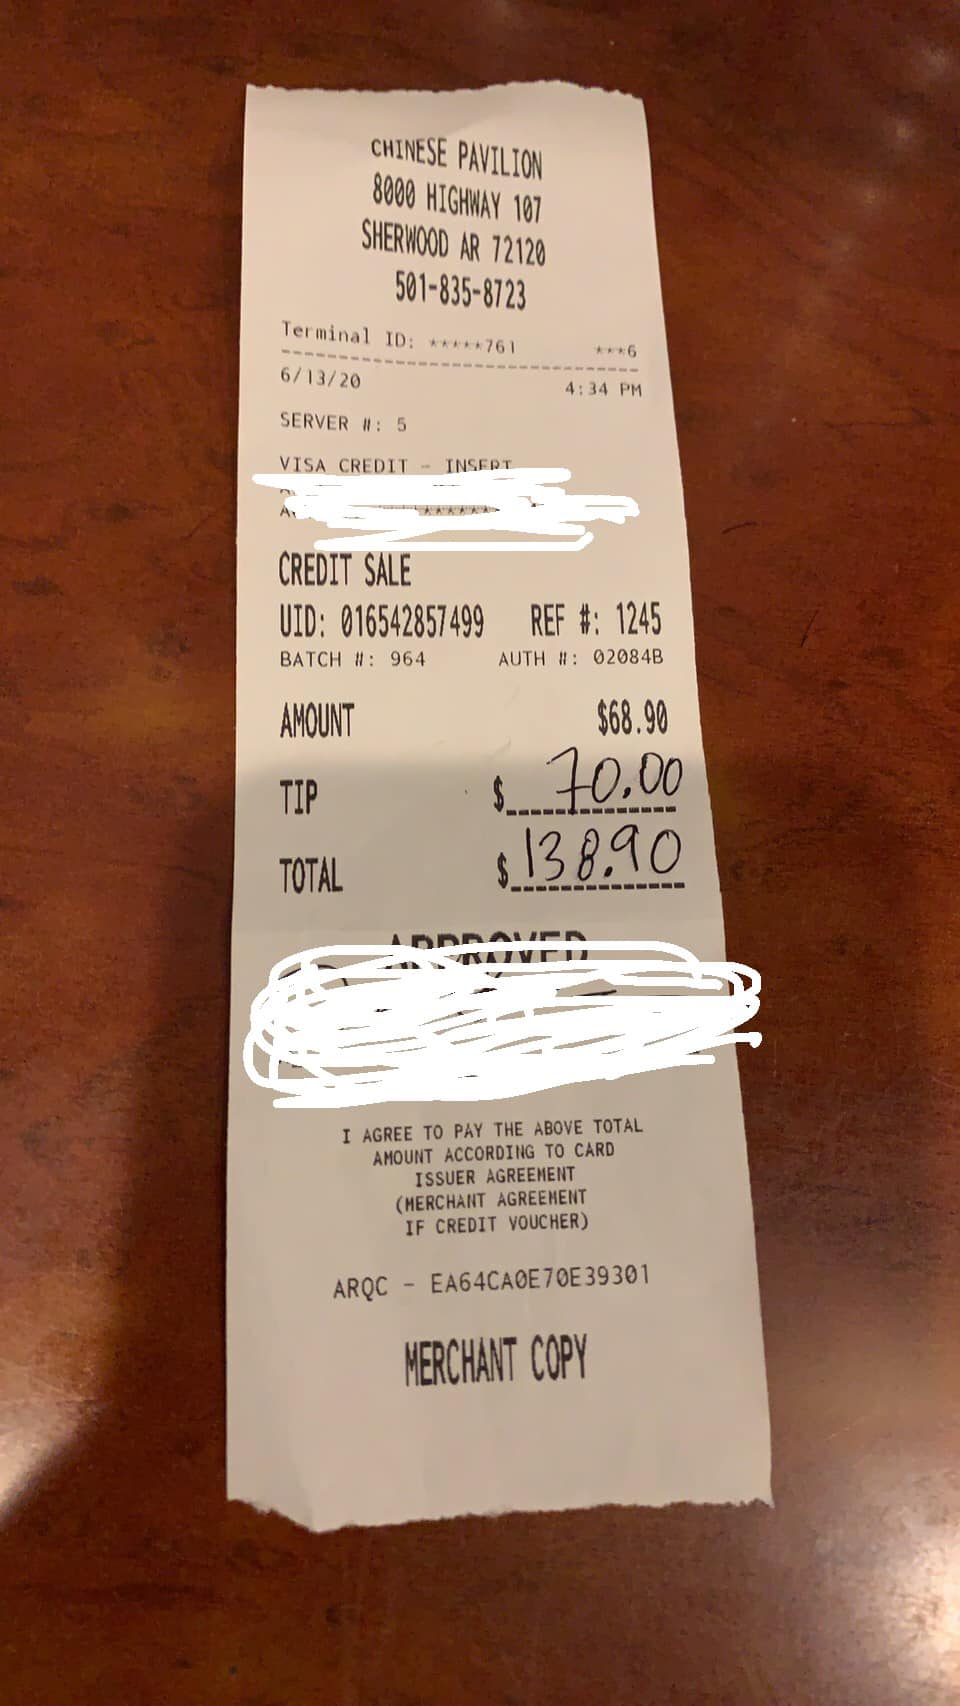 CHINESE PAVILION
8000 HIGHWAY 107
SHERWOOD AR 72120
501-835-8723
Terminal ID: *****761 ***6
6/13/20 4:34 PM
SERVER #: 5
VISA CREDIT - INSERT
CREDIT SALE
UID: 016542857499 REF #: 1245
BATCH #: 964 AUTH #: 02084B
AMOUNT $68.90
TIP $ 70.00
TOTAL $ 138.90
APPROVED
I AGREE TO PAY THE ABOVE TOTAL
AMOUNT ACCORDING TO CARD
ISSUER AGREEMENT
(MERCHANT AGREEMENT
IF CREDIT VOUCHER)
ARQC - EA64CA0E70E39301
MERCHANT COPY